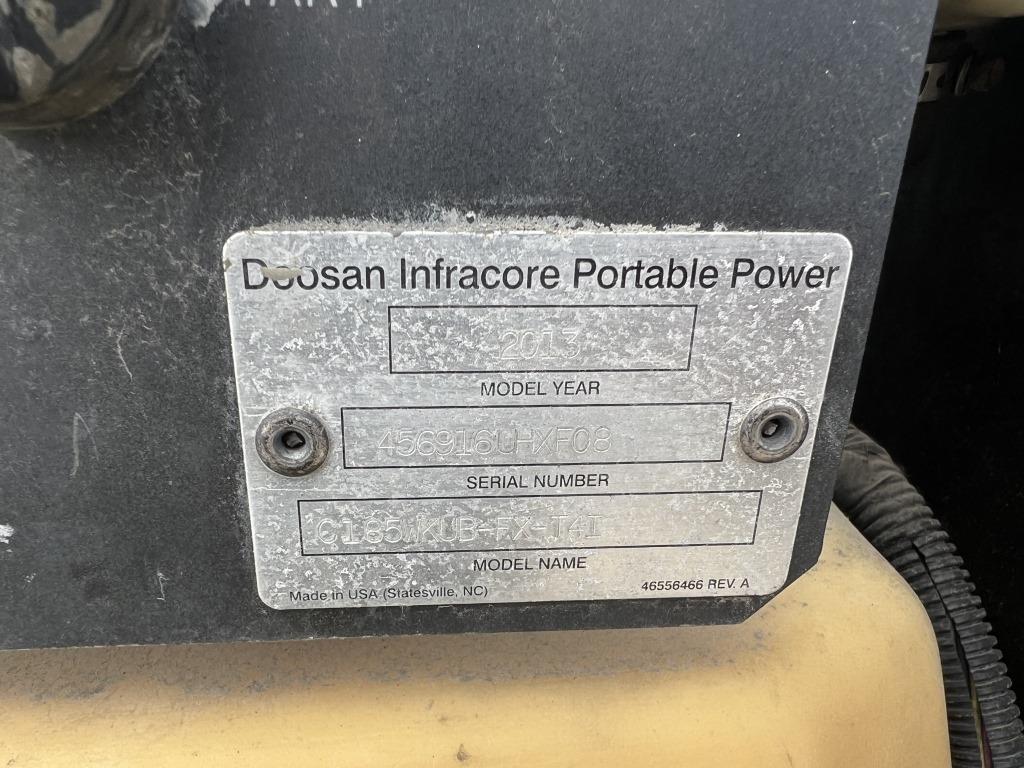 Doosan Infracore Portable Power
2013
MODEL YEAR
456916UHXF08
SERIAL NUMBER
C185WKUB-FX-T4I
MODEL NAME
Made in USA (Statesville, NC)
46556466 REV. A